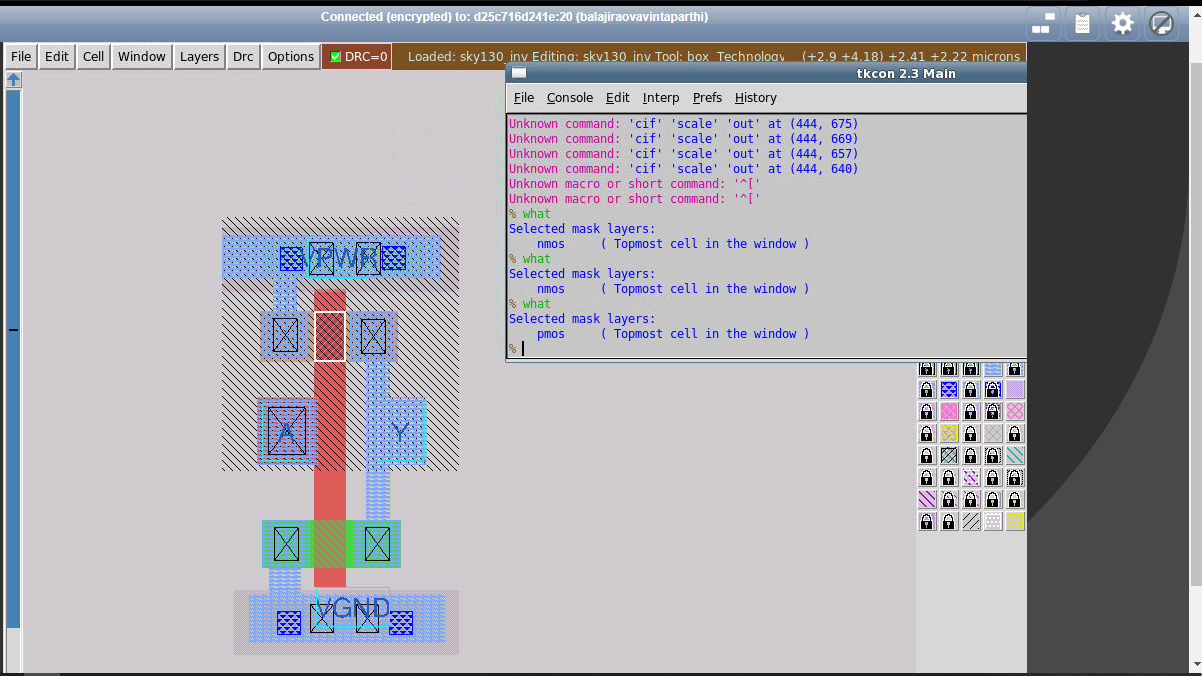 Connected (encrypted) to: d25c716d241e:20 (balajiraovavintaparthi)
File Edit Cell Window Layers Drc Options DRC=0 Loaded: sky130_inv Editing: sky130_inv Tool: box Technology (+2.9 +4.18) +2.41 +2.22 microns
tkcon 2.3 Main
File Console Edit Interp Prefs History
Unknown command: 'cif' 'scale' 'out' at (444, 675)
Unknown command: 'cif' 'scale' 'out' at (444, 669)
Unknown command: 'cif' 'scale' 'out' at (444, 657)
Unknown command: 'cif' 'scale' 'out' at (444, 640)
Unknown macro or short command: '^['
Unknown macro or short command: '^['
% what
Selected mask layers:
nmos ( Topmost cell in the window )
% what
Selected mask layers:
nmos ( Topmost cell in the window )
% what
Selected mask layers:
pmos ( Topmost cell in the window )
%
VPWR
A Y
VGND